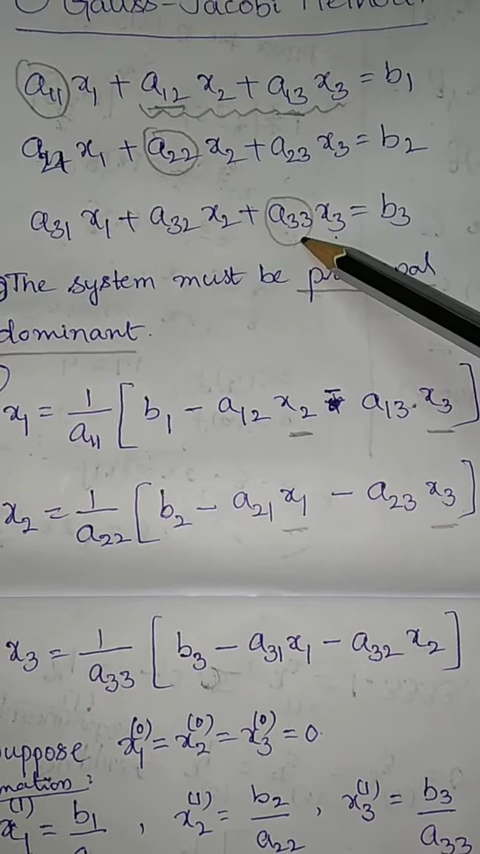 Gauss-Jacobi Method
a₁₁ x₁ + a₁₂ x₂ + a₁₃ x₃ = b₁
a₂₁ x₁ + a₂₂ x₂ + a₂₃ x₃ = b₂
a₃₁ x₁ + a₃₂ x₂ + a₃₃ x₃ = b₃
The system must be
dominant.
x₁ = 1/a₁₁ [ b₁ - a₁₂ x₂ - a₁₃. x₃ ]
x₂ = 1/a₂₂ [ b₂ - a₂₁ x₁ - a₂₃ x₃ ]
x₃ = 1/a₃₃ [ b₃ - a₃₁ x₁ - a₃₂ x₂ ]
uppose x₁⁽⁰⁾ = x₂⁽⁰⁾ = x₃⁽⁰⁾ = 0.
mation:
x₁⁽¹⁾ = b₁/a , x₂⁽¹⁾ = b₂/a₂₂ , x₃⁽¹⁾ = b₃/a₃₃